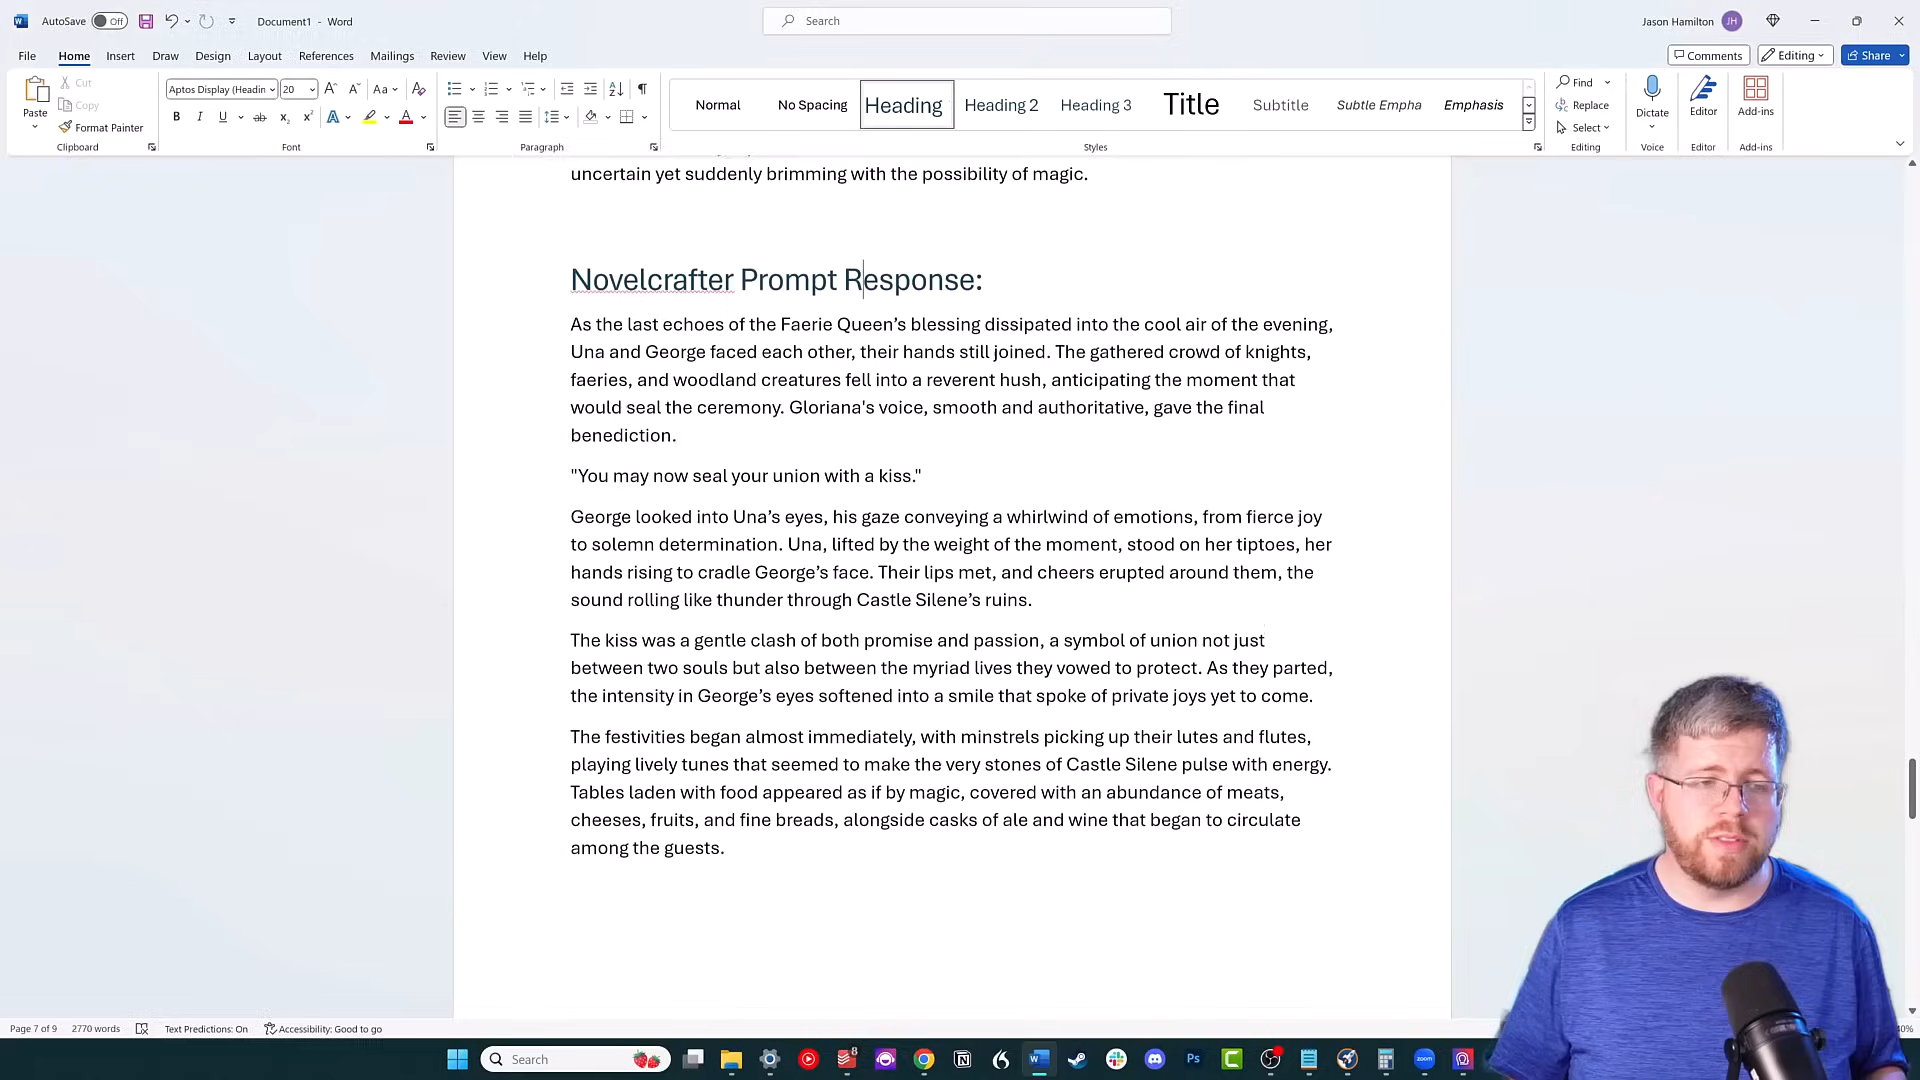 AutoSave Off Document1 - Word Search Jason Hamilton JH
File Home Insert Draw Design Layout References Mailings Review View Help Comments Editing Share
Paste Cut Copy Format Painter
Clipboard
Aptos Display (Headin 20
Font
Paragraph
Normal No Spacing Heading Heading 2 Heading 3 Title Subtitle Subtle Empha Emphasis
Styles
Find Replace Select
Editing
Dictate
Voice
Editor
Editor
Add-ins
Add-ins
uncertain yet suddenly brimming with the possibility of magic.
Novelcrafter Prompt Response:
As the last echoes of the Faerie Queen’s blessing dissipated into the cool air of the evening,
Una and George faced each other, their hands still joined. The gathered crowd of knights,
faeries, and woodland creatures fell into a reverent hush, anticipating the moment that
would seal the ceremony. Gloriana's voice, smooth and authoritative, gave the final
benediction.
"You may now seal your union with a kiss."
George looked into Una’s eyes, his gaze conveying a whirlwind of emotions, from fierce joy
to solemn determination. Una, lifted by the weight of the moment, stood on her tiptoes, her
hands rising to cradle George’s face. Their lips met, and cheers erupted around them, the
sound rolling like thunder through Castle Silene’s ruins.
The kiss was a gentle clash of both promise and passion, a symbol of union not just
between two souls but also between the myriad lives they vowed to protect. As they parted,
the intensity in George’s eyes softened into a smile that spoke of private joys yet to come.
The festivities began almost immediately, with minstrels picking up their lutes and flutes,
playing lively tunes that seemed to make the very stones of Castle Silene pulse with energy.
Tables laden with food appeared as if by magic, covered with an abundance of meats,
cheeses, fruits, and fine breads, alongside casks of ale and wine that began to circulate
among the guests.
Page 7 of 9 2770 words Text Predictions: On Accessibility: Good to go
Search